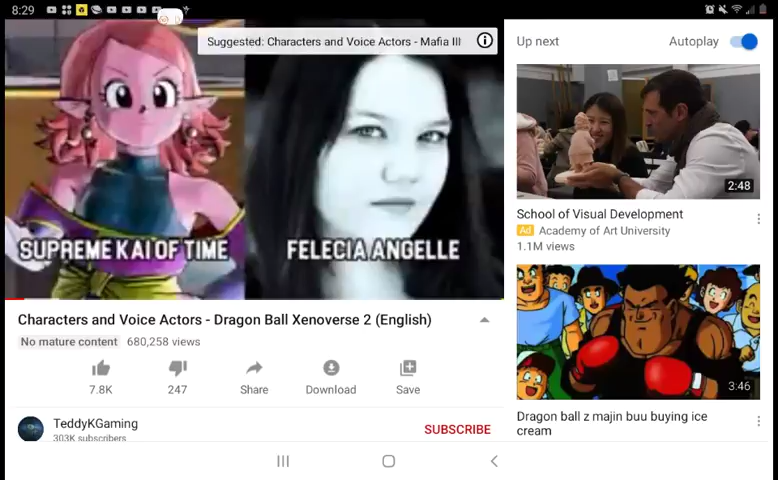 8:29
Suggested: Characters and Voice Actors - Mafia III
SUPREME KAI OF TIME
FELECIA ANGELLE
Characters and Voice Actors - Dragon Ball Xenoverse 2 (English)
No mature content 680,258 views
7.8K
247
Share
Download
Save
TeddyKGaming
303K subscribers
SUBSCRIBE
Up next
Autoplay
2:48
School of Visual Development
Ad Academy of Art University
1.1M views
3:46
Dragon ball z majin buu buying ice
cream